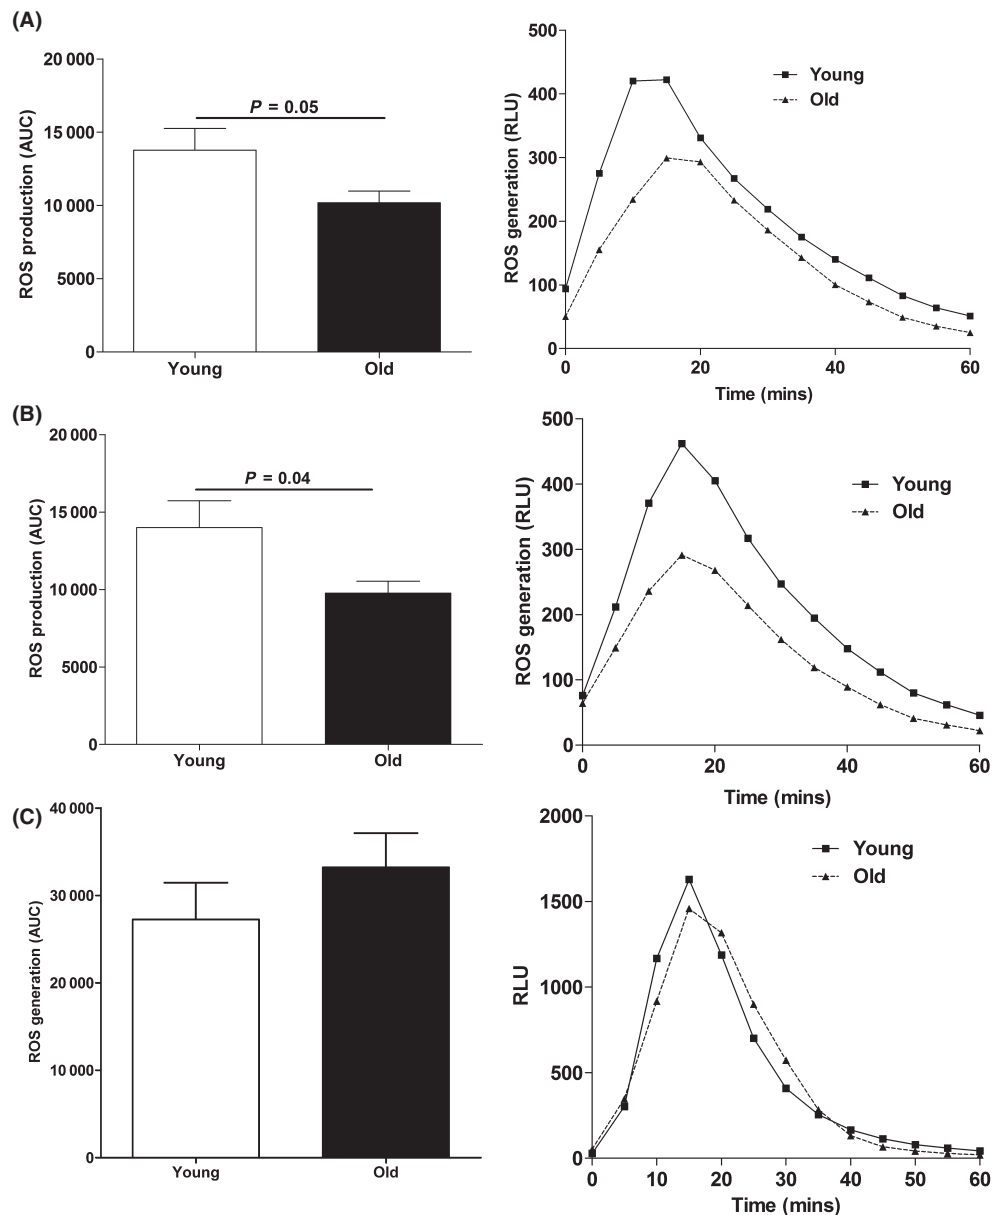 (A)
20 000
15 000
10 000
5000
0
ROS production (AUC)
P = 0.05
Young
Old
500
400
300
200
100
0
ROS generation (RLU)
Young
Old
0
20
40
60
Time (mins)
(B)
20 000
15 000
10 000
5000
0
ROS production (AUC)
P = 0.04
Young
Old
500
400
300
200
100
0
ROS generation (RLU)
Young
Old
0
20
40
60
Time (mins)
(C)
40 000
30 000
20 000
10 000
0
ROS generation (AUC)
Young
Old
2000
1500
1000
500
0
RLU
Young
Old
0
10
20
30
40
50
60
Time (mins)